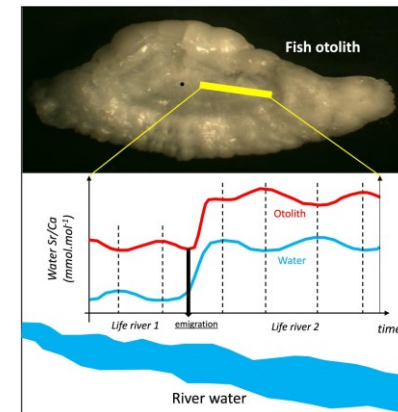 Fish otolith
Water Sr/Ca
(mmol.mol-1)
Otolith
Water
Life river 1
emigration
Life river 2
time
River water